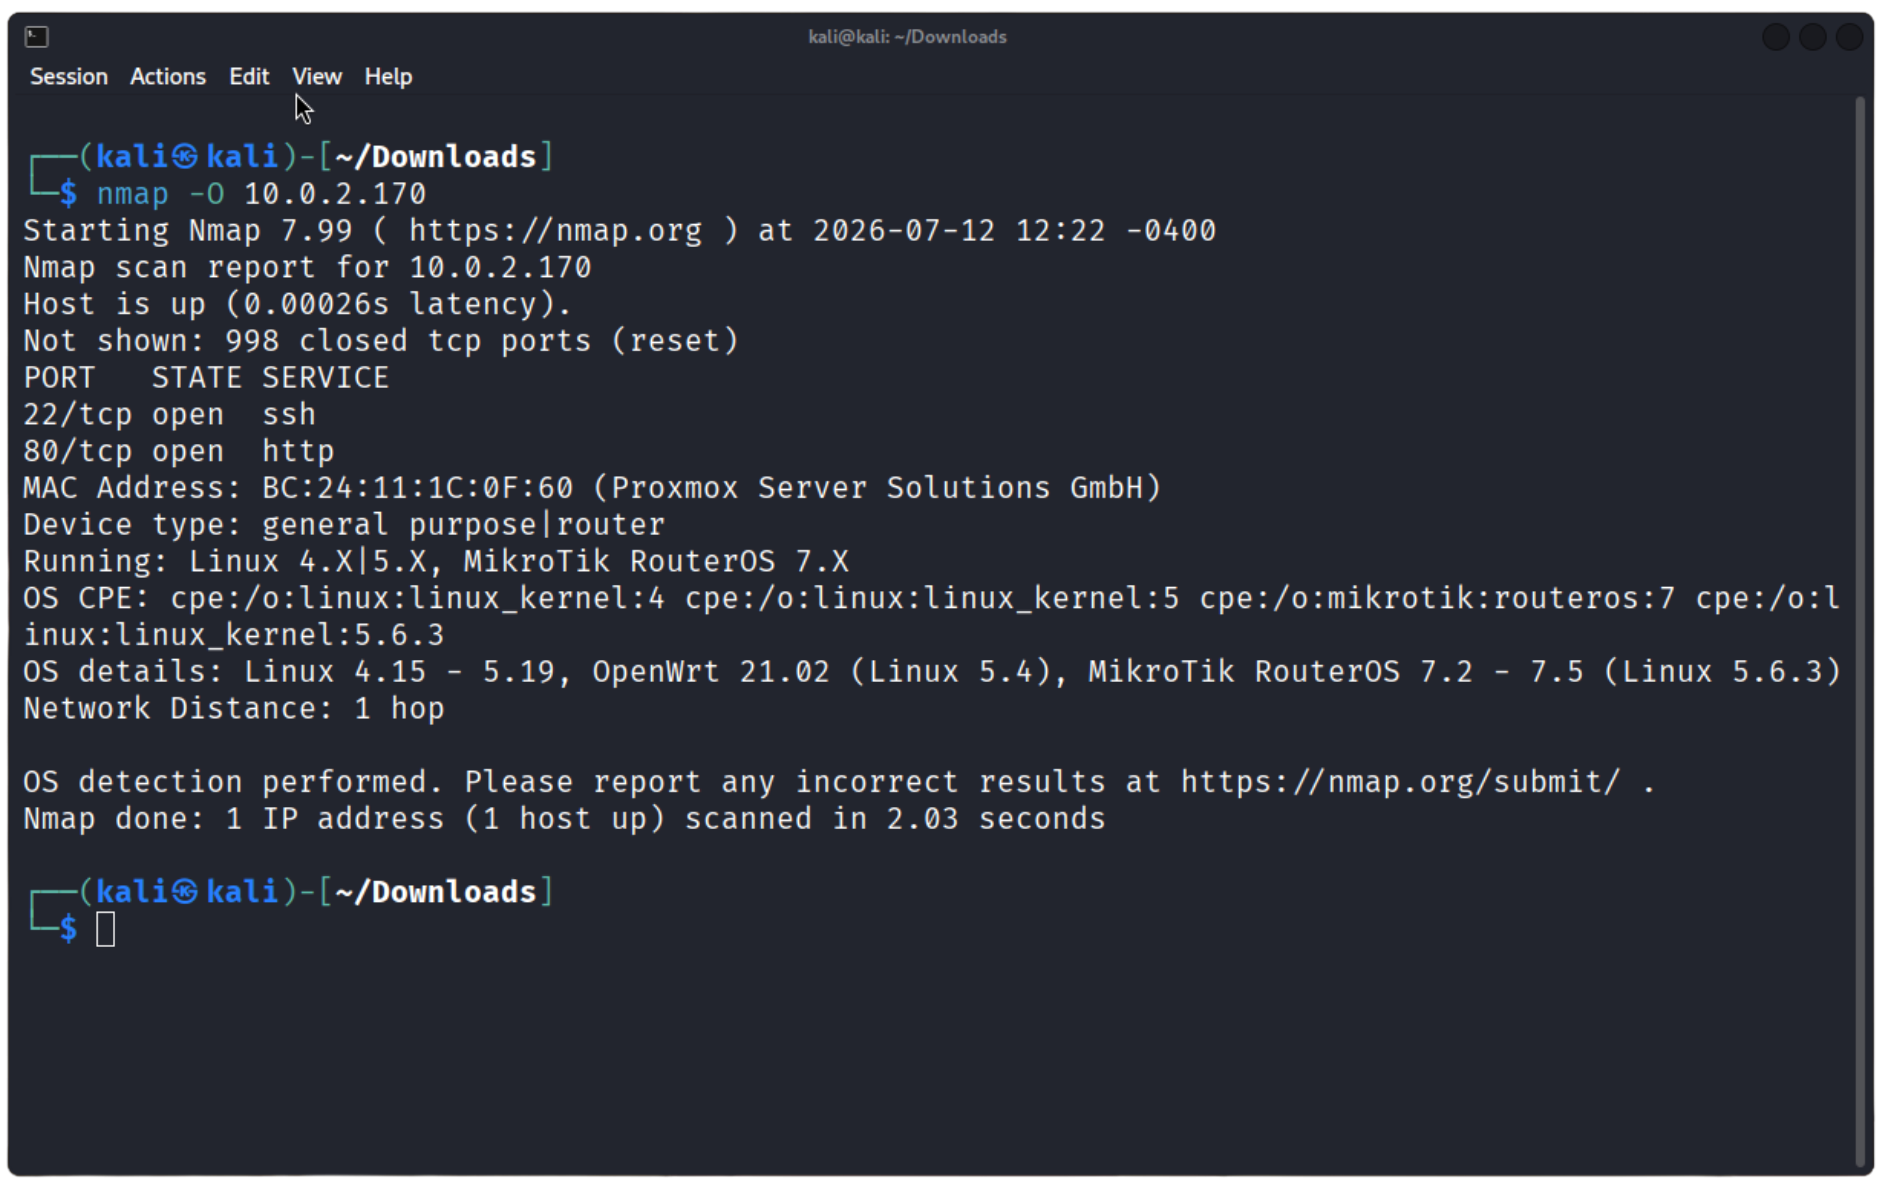 kali@kali: ~/Downloads
Session Actions Edit View Help
┌──(kali㉿kali)-[~/Downloads]
└─$ nmap -O 10.0.2.170
Starting Nmap 7.99 ( https://nmap.org ) at 2026-07-12 12:22 -0400
Nmap scan report for 10.0.2.170
Host is up (0.00026s latency).
Not shown: 998 closed tcp ports (reset)
PORT   STATE SERVICE
22/tcp open  ssh
80/tcp open  http
MAC Address: BC:24:11:1C:0F:60 (Proxmox Server Solutions GmbH)
Device type: general purpose|router
Running: Linux 4.X|5.X, MikroTik RouterOS 7.X
OS CPE: cpe:/o:linux:linux_kernel:4 cpe:/o:linux:linux_kernel:5 cpe:/o:mikrotik:routeros:7 cpe:/o:l
inux:linux_kernel:5.6.3
OS details: Linux 4.15 - 5.19, OpenWrt 21.02 (Linux 5.4), MikroTik RouterOS 7.2 - 7.5 (Linux 5.6.3)
Network Distance: 1 hop
OS detection performed. Please report any incorrect results at https://nmap.org/submit/ .
Nmap done: 1 IP address (1 host up) scanned in 2.03 seconds
┌──(kali㉿kali)-[~/Downloads]
└─$